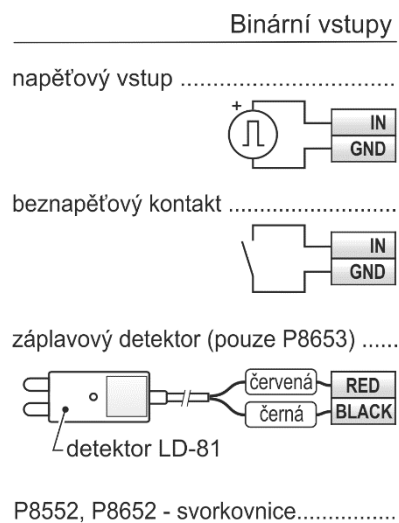 Binární vstupy
napěťový vstup ................................
+
IN
GND
beznapěťový kontakt .........................
IN
GND
záplavový detektor (pouze P8653) ......
červená RED
černá BLACK
detektor LD-81
P8552, P8652 - svorkovnice................